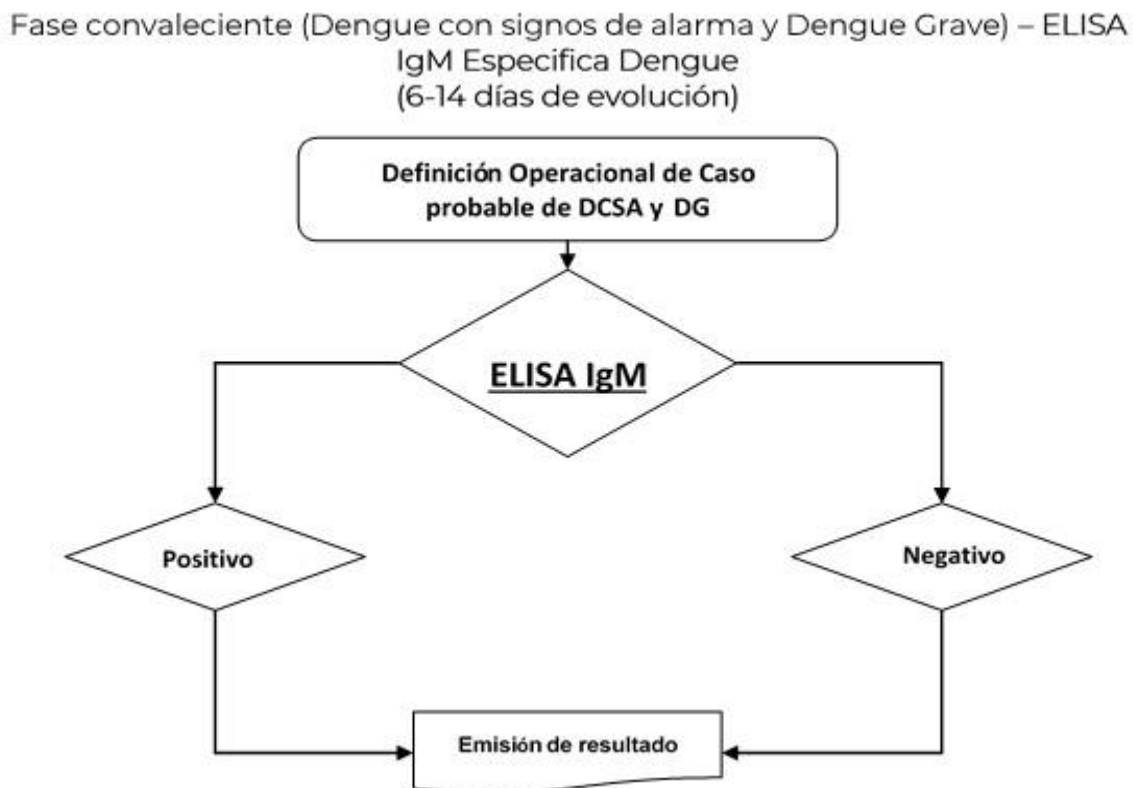 Fase convaleciente (Dengue con signos de alarma y Dengue Grave) – ELISA
IgM Especifica Dengue
(6-14 días de evolución)
Definición Operacional de Caso
probable de DCSA y DG
ELISA IgM
Positivo
Negativo
Emisión de resultado